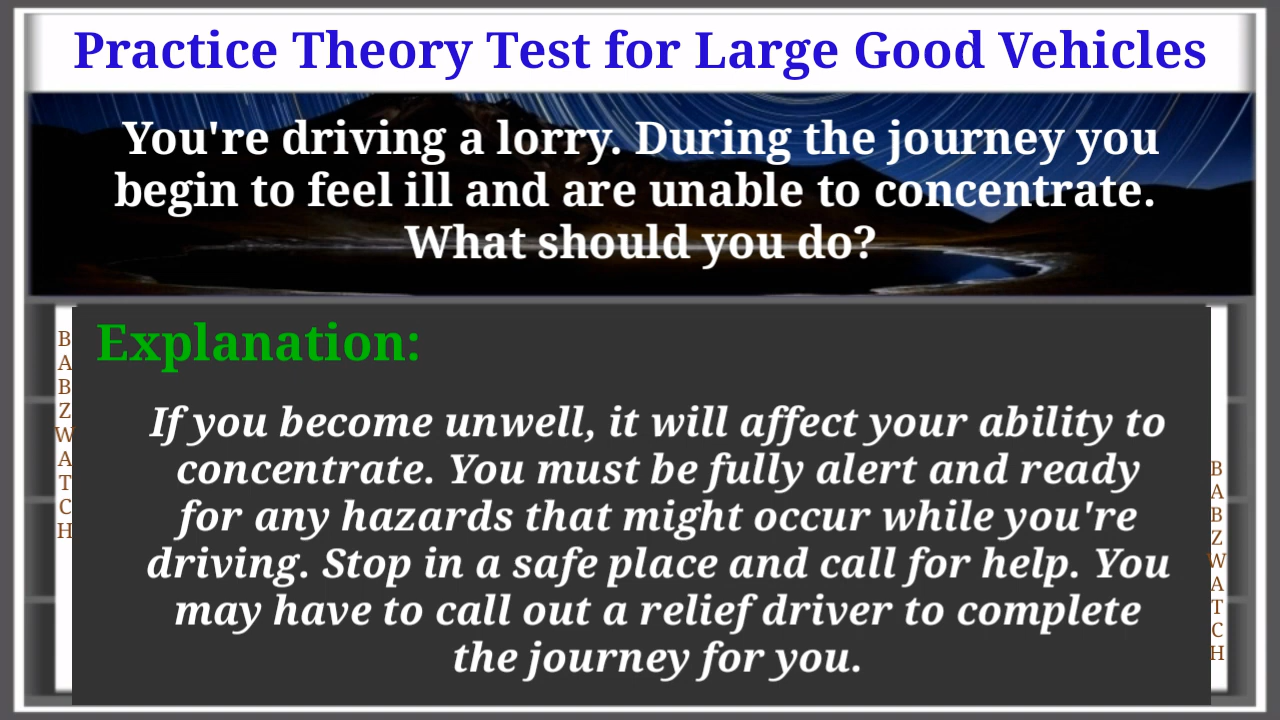 Practice Theory Test for Large Good Vehicles
You're driving a lorry. During the journey you
begin to feel ill and are unable to concentrate.
What should you do?
Explanation:
If you become unwell, it will affect your ability to
concentrate. You must be fully alert and ready
for any hazards that might occur while you're
driving. Stop in a safe place and call for help. You
may have to call out a relief driver to complete
the journey for you.
BABZWATCH
BABZWATCH